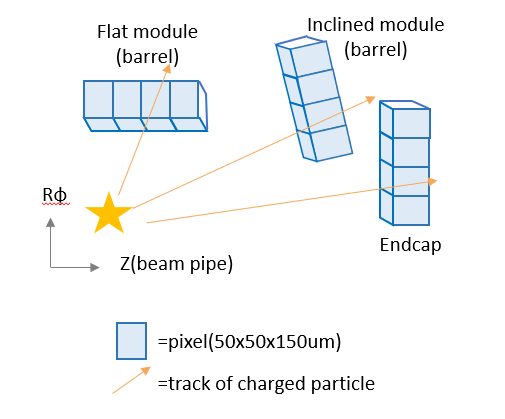 Flat module
(barrel)
Inclined module
(barrel)
Rϕ
Z(beam pipe)
Endcap
=pixel(50x50x150um)
=track of charged particle